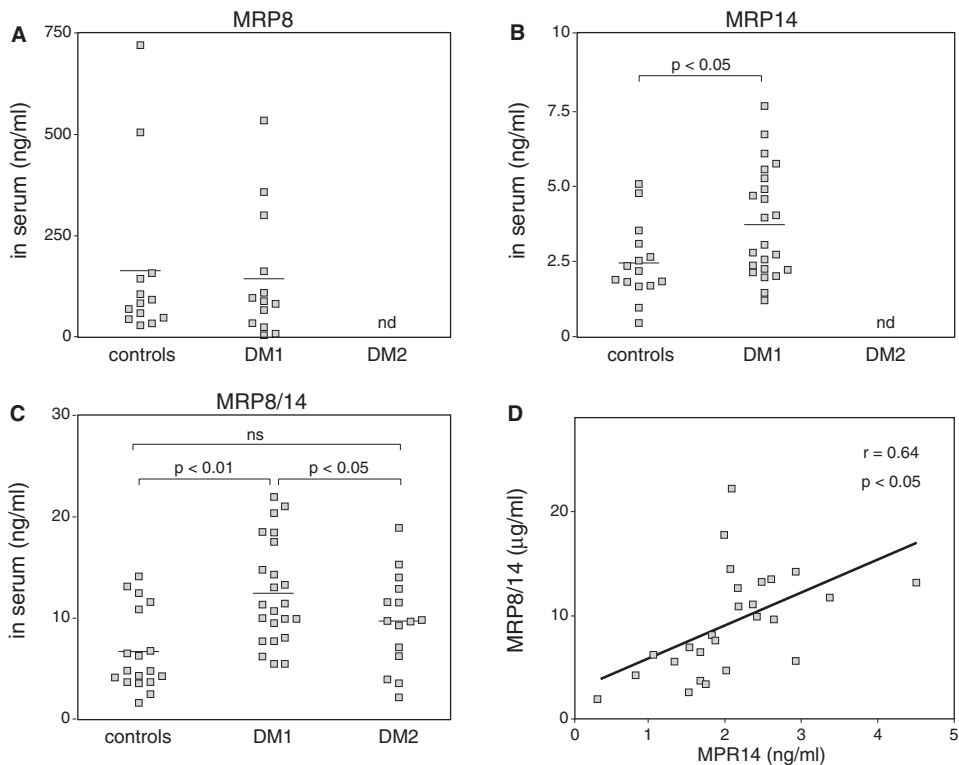 A
MRP8
in serum (ng/ml)
750
500
250
0
nd
controls DM1 DM2
B
MRP14
in serum (ng/ml)
10
7.5
5.0
2.5
0
p < 0.05
nd
controls DM1 DM2
C
MRP8/14
in serum (ng/ml)
30
20
10
0
ns
p < 0.01 p < 0.05
controls DM1 DM2
D
MRP8/14 (µg/ml)
20
10
0
r = 0.64
p < 0.05
0 1 2 3 4 5
MPR14 (ng/ml)